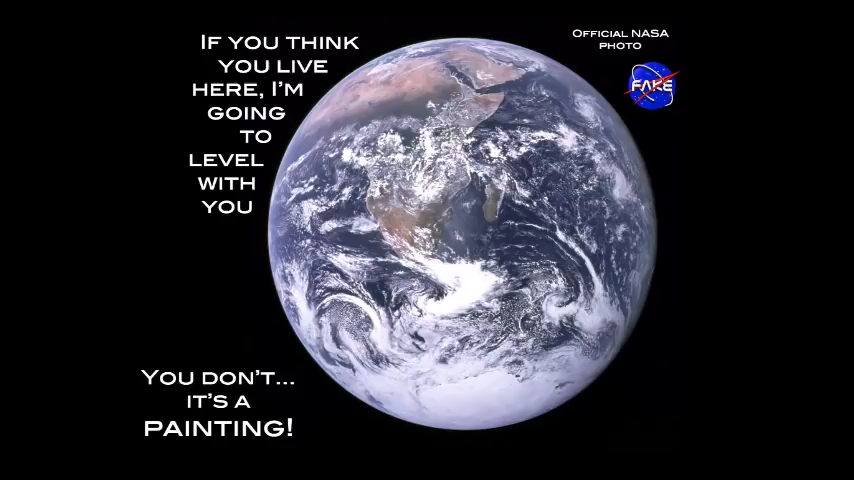 If you think
you live
here, I'm
going
to
level
with
you
Official NASA
photo
FAKE
You don't...
it's a
painting!